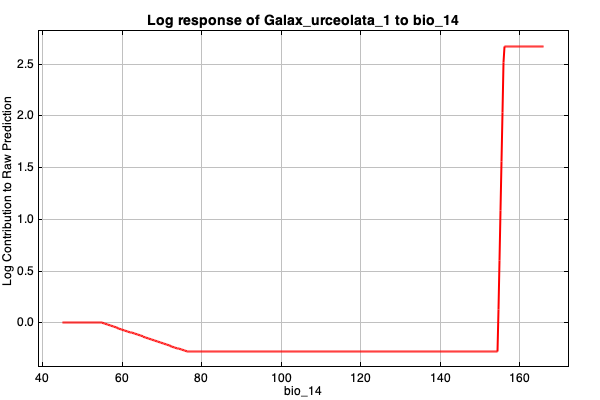 Log response of Galax_urceolata_1 to bio_14
Log Contribution to Raw Prediction
2.5
2.0
1.5
1.0
0.5
0.0
40 60 80 100 120 140 160
bio_14